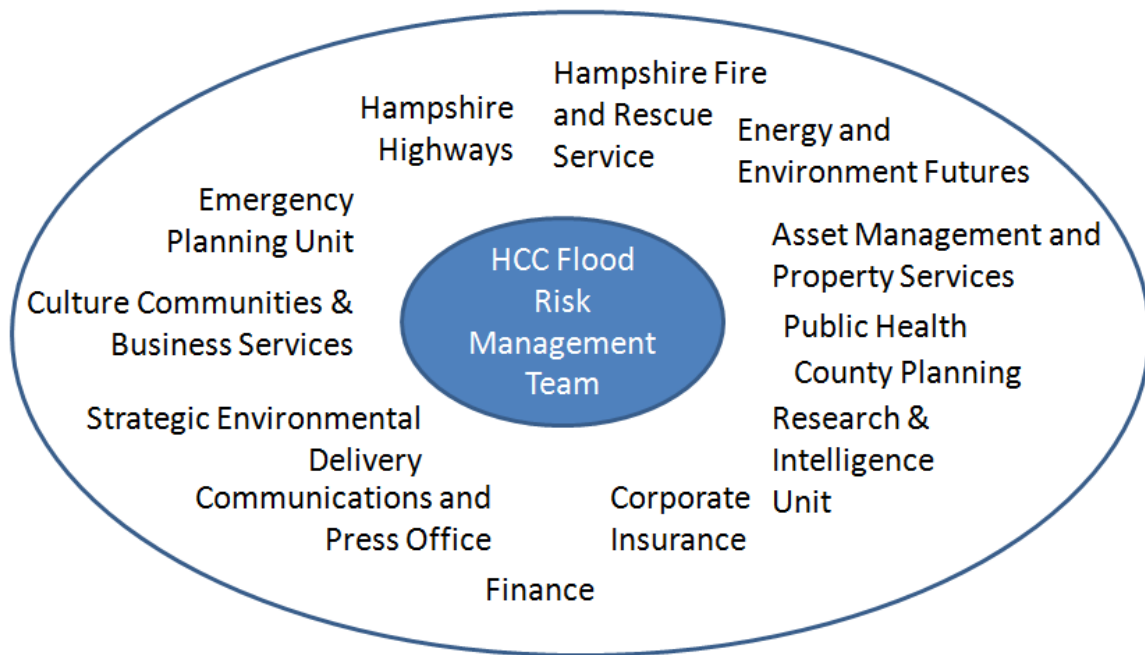 Hampshire Fire
and Rescue
Service
Hampshire
Highways
Energy and
Environment Futures
Emergency
Planning Unit
HCC Flood
Risk
Management
Team
Asset Management and
Property Services
Culture Communities &
Business Services
Public Health
County Planning
Strategic Environmental
Delivery
Research &
Intelligence
Unit
Communications and
Press Office
Corporate
Insurance
Finance